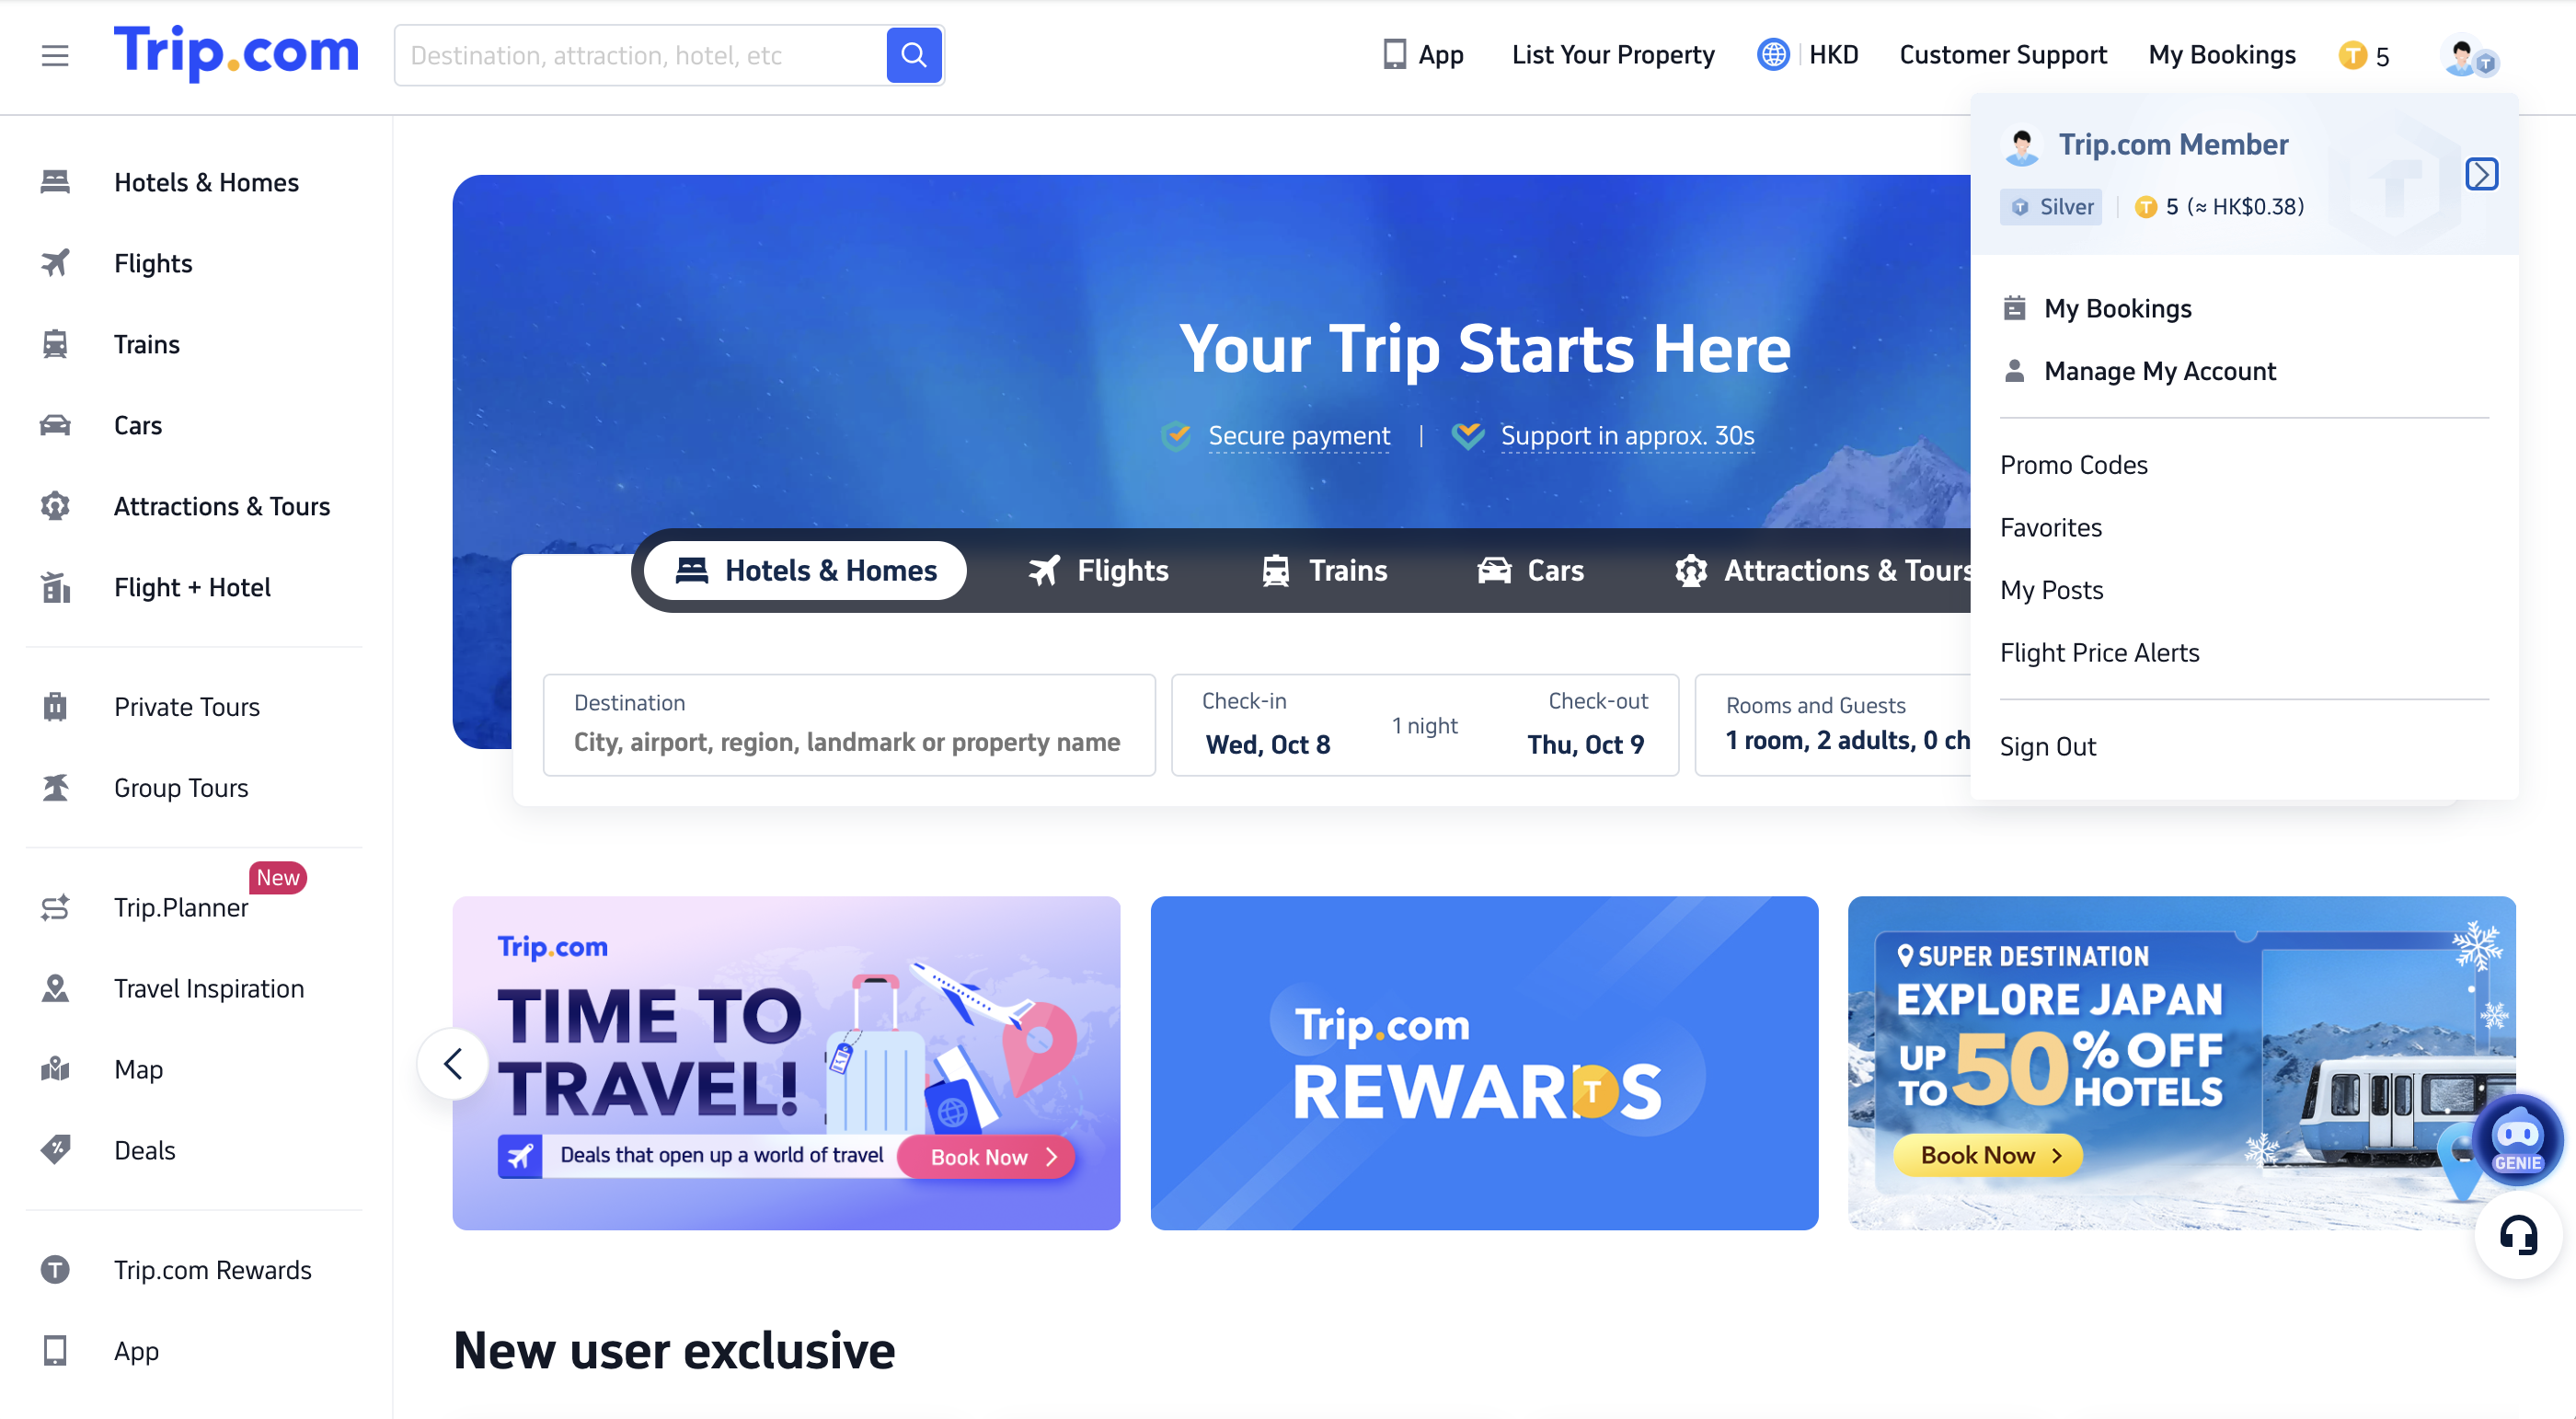 Trip.com
Destination, attraction, hotel, etc
App
List Your Property
HKD
Customer Support
My Bookings
T 5
T
Trip.com Member
T Silver
T 5 (≈ HK$0.38)
My Bookings
Manage My Account
Promo Codes
Favorites
My Posts
Flight Price Alerts
Sign Out
Hotels & Homes
Flights
Trains
Cars
Attractions & Tours
Flight + Hotel
Private Tours
Group Tours
New
Trip.Planner
Travel Inspiration
Map
Deals
T Trip.com Rewards
App
Your Trip Starts Here
Secure payment | Support in approx. 30s
Hotels & Homes
Flights
Trains
Cars
Attractions & Tours
Destination
City, airport, region, landmark or property name
Check-in
Wed, Oct 8
1 night
Check-out
Thu, Oct 9
Rooms and Guests
1 room, 2 adults, 0 ch
Trip.com
TIME TO
TRAVEL!
Deals that open up a world of travel
Book Now
Trip.com
REWARDS
T
SUPER DESTINATION
EXPLORE JAPAN
UP TO 50% OFF HOTELS
Book Now
GENIE
New user exclusive